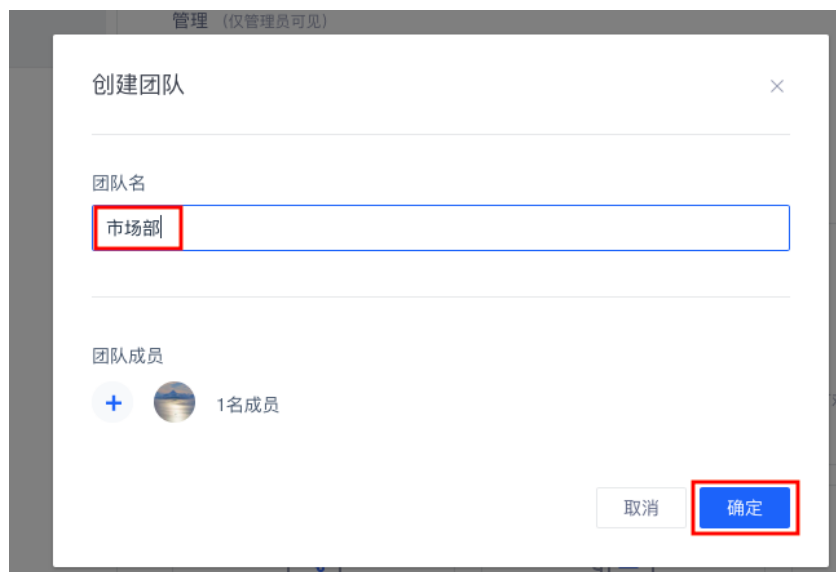 管理 (仅管理员可见)
创建团队
团队名
市场部
团队成员
1名成员
取消 确定